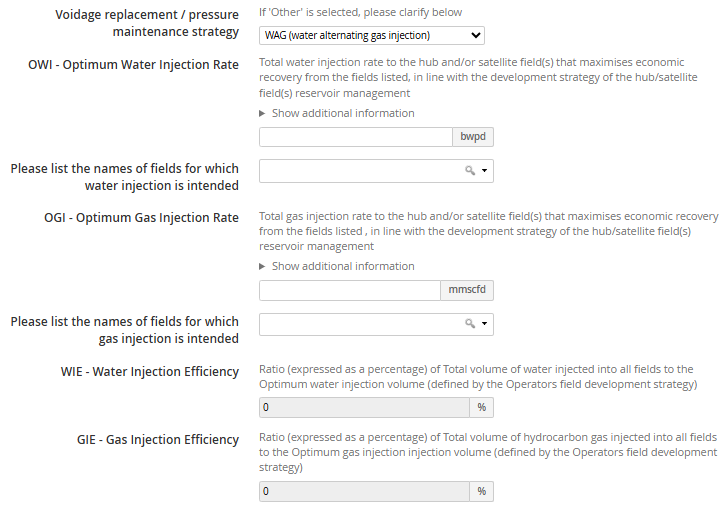 Voidage replacement / pressure maintenance strategy
If 'Other' is selected, please clarify below
WAG (water alternating gas injection)
OWI - Optimum Water Injection Rate
Total water injection rate to the hub and/or satellite field(s) that maximises economic
recovery from the fields listed, in line with the development strategy of the hub/satellite
field(s) reservoir management
Show additional information
bwpd
Please list the names of fields for which
water injection is intended
OGI - Optimum Gas Injection Rate
Total gas injection rate to the hub and/or satellite field(s) that maximises economic recovery
from the fields listed , in line with the development strategy of the hub/satellite field(s)
reservoir management
Show additional information
mmscfd
Please list the names of fields for which
gas injection is intended
WIE - Water Injection Efficiency
Ratio (expressed as a percentage) of Total volume of water injected into all fields to the
Optimum water injection volume (defined by the Operators field development strategy)
0 %
GIE - Gas Injection Efficiency
Ratio (expressed as a percentage) of Total volume of hydrocarbon gas injected into all fields
to the Optimum gas injection injection volume (defined by the Operators field development
strategy)
0 %